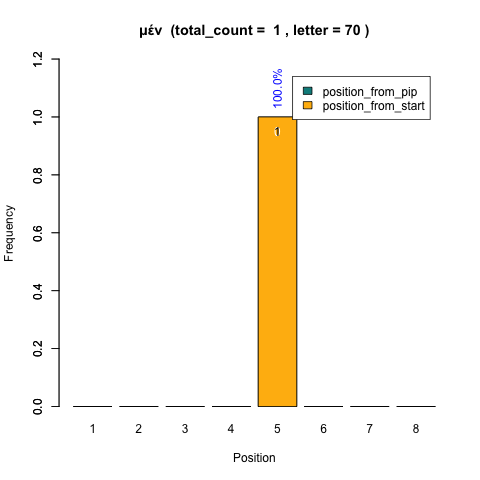 μέν (total_count = 1 , letter = 70 )
100.0%
position_from_pip
position_from_start
1
Frequency
1.2
1.0
0.8
0.6
0.4
0.2
0.0
1 2 3 4 5 6 7 8
Position